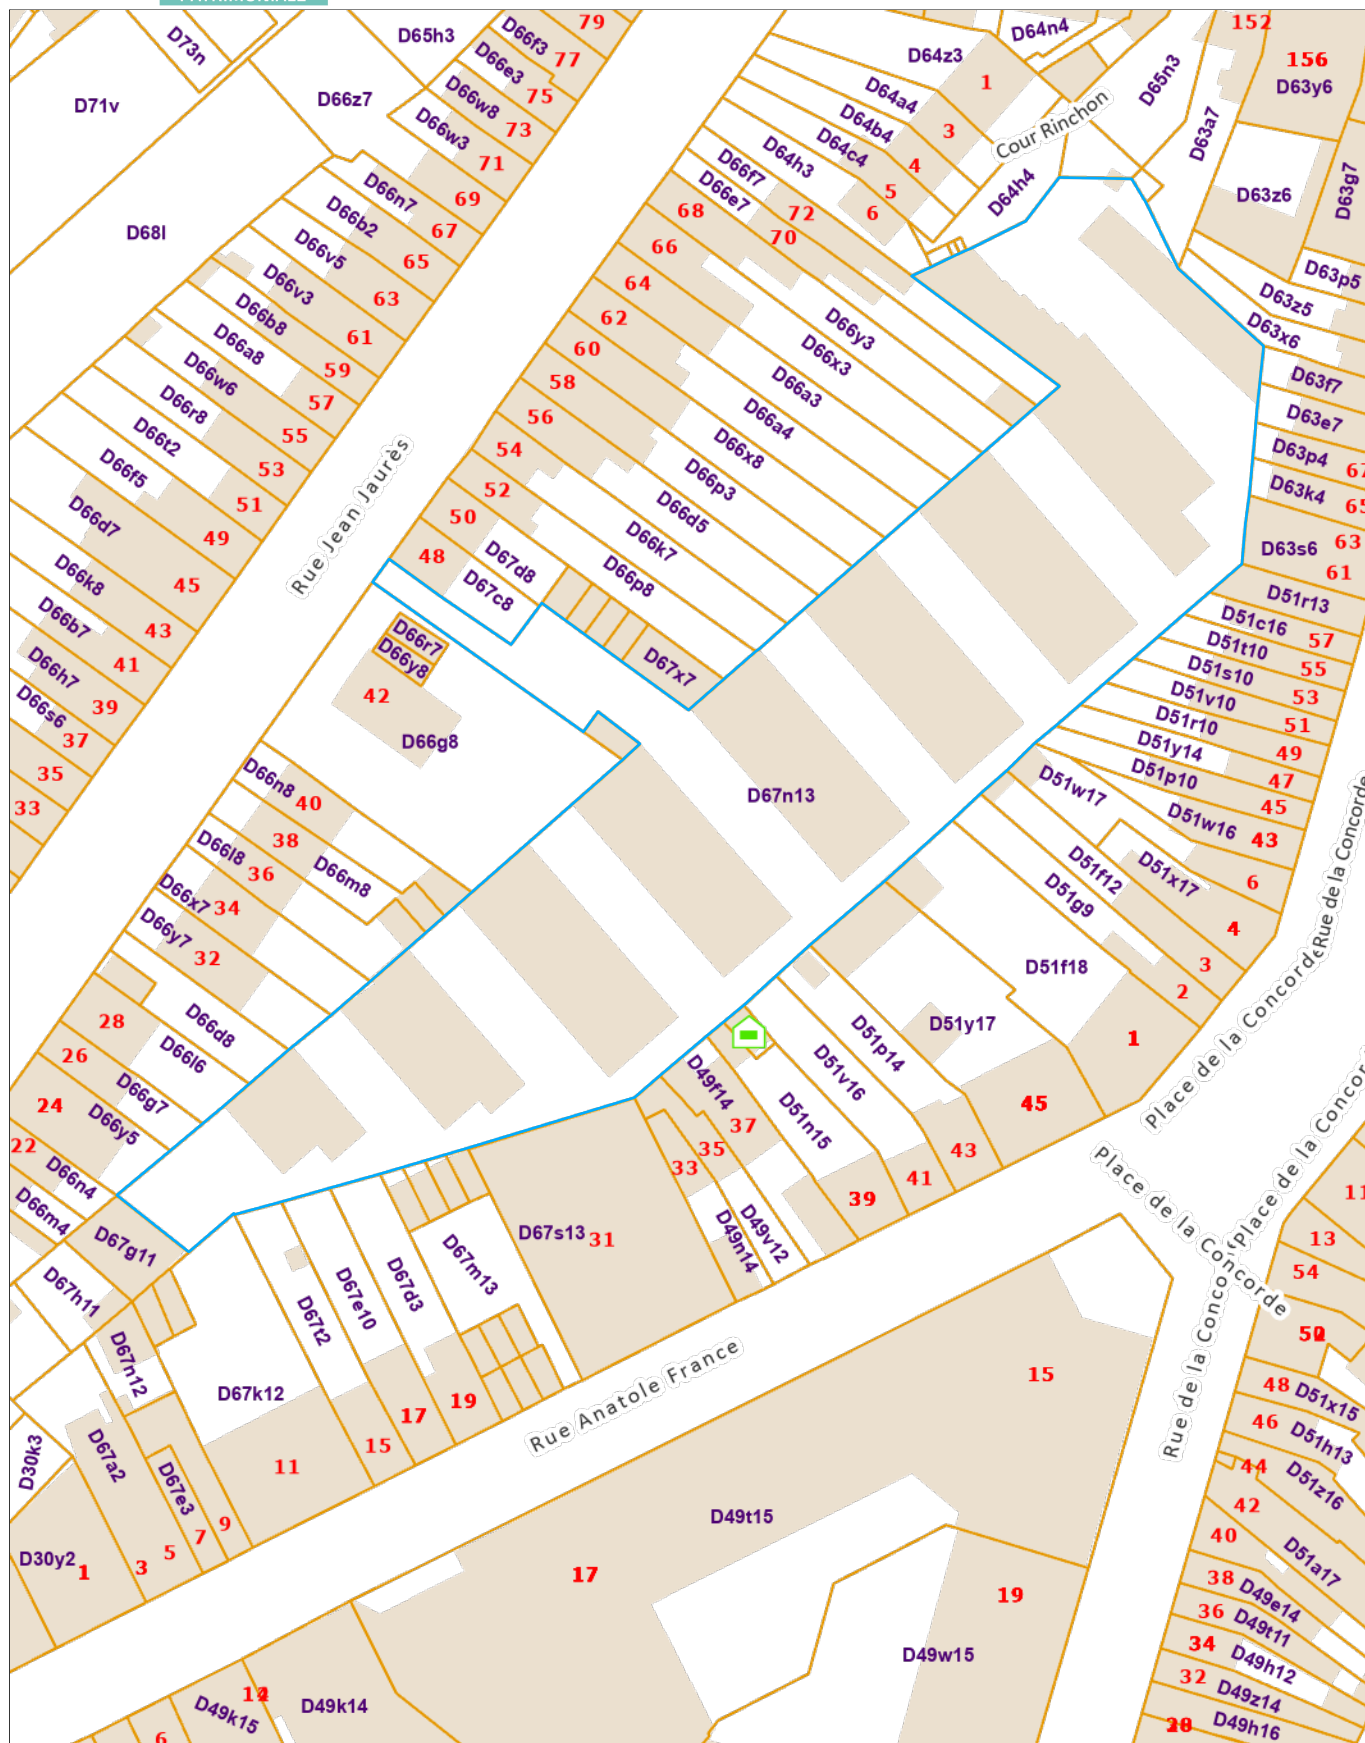 79
152
D66f3
D65h3
D64n4
D73n
77
D64z3
156
D66e3
1
D63y6
75
D65n3
D66w8
D66z7
D64a4
D71v
73
3
Cour Rinchon
D64b4
D66w3
D63a7
71
D64c4
4
D64h3
D66f7
5
D64h4
D63z6
D63g7
D66n7
69
D66e7
72
6
68
D66b2
67
70
D68l
66
D66v5
65
D63p5
64
D66v3
63
D63z5
D66b8
62
D66y3
D63x6
D66a8
61
60
D66x3
D66w6
59
58
D66a3
D63f7
D66r8
57
56
D66a4
D63e7
D66t2
55
54
D66x8
D63p4
D66f5
53
D66p3
67
52
D63k4
51
Rue Jean Jaurès
50
D66d5
65
D66d7
49
48
D67d8
D66k7
D63s6
63
D66k8
45
D67c8
D66p8
61
D51r13
D66b7
43
D66r7
D51c16
57
D66h7
41
D66y8
D67x7
D51t10
55
D66s6
39
42
D51s10
53
37
D66g8
D51v10
51
35
D66n8
D51r10
49
33
40
D67n13
D51y14
47
38
D51w17
D51p10
45
D66l8
36
D66m8
D51w16
43
D66x7
34
D51f12
D51x17
6
Rue de la Concorde
D66y7
32
D51g9
4
D51f18
3
28
D66d8
2
Place de la Concorde
26
D66l6
D51y17
1
24
D66g7
D51p14
D66y5
D49f14
D51v16
45
22
D51n15
D66n4
37
43
D66m4
35
41
Place de la Concorde
33
39
11
D67g11
D67s13
31
D49n14
D49v12
13
D67h11
D67t2
D67e10
D67d3
D67m13
54
D67n12
50
Rue Anatole France
Rue de la Concorde
D67k12
15
48
D51x15
19
17
46
D51h13
D30k3
D67a2
15
44
D51z16
11
D67e3
42
9
D49t15
40
D51a17
D30y2
1
3
5
7
17
38
D49e14
19
36
D49t11
34
D49h12
D49w15
32
D49z14
D49k15
D49k14
D49h16
6